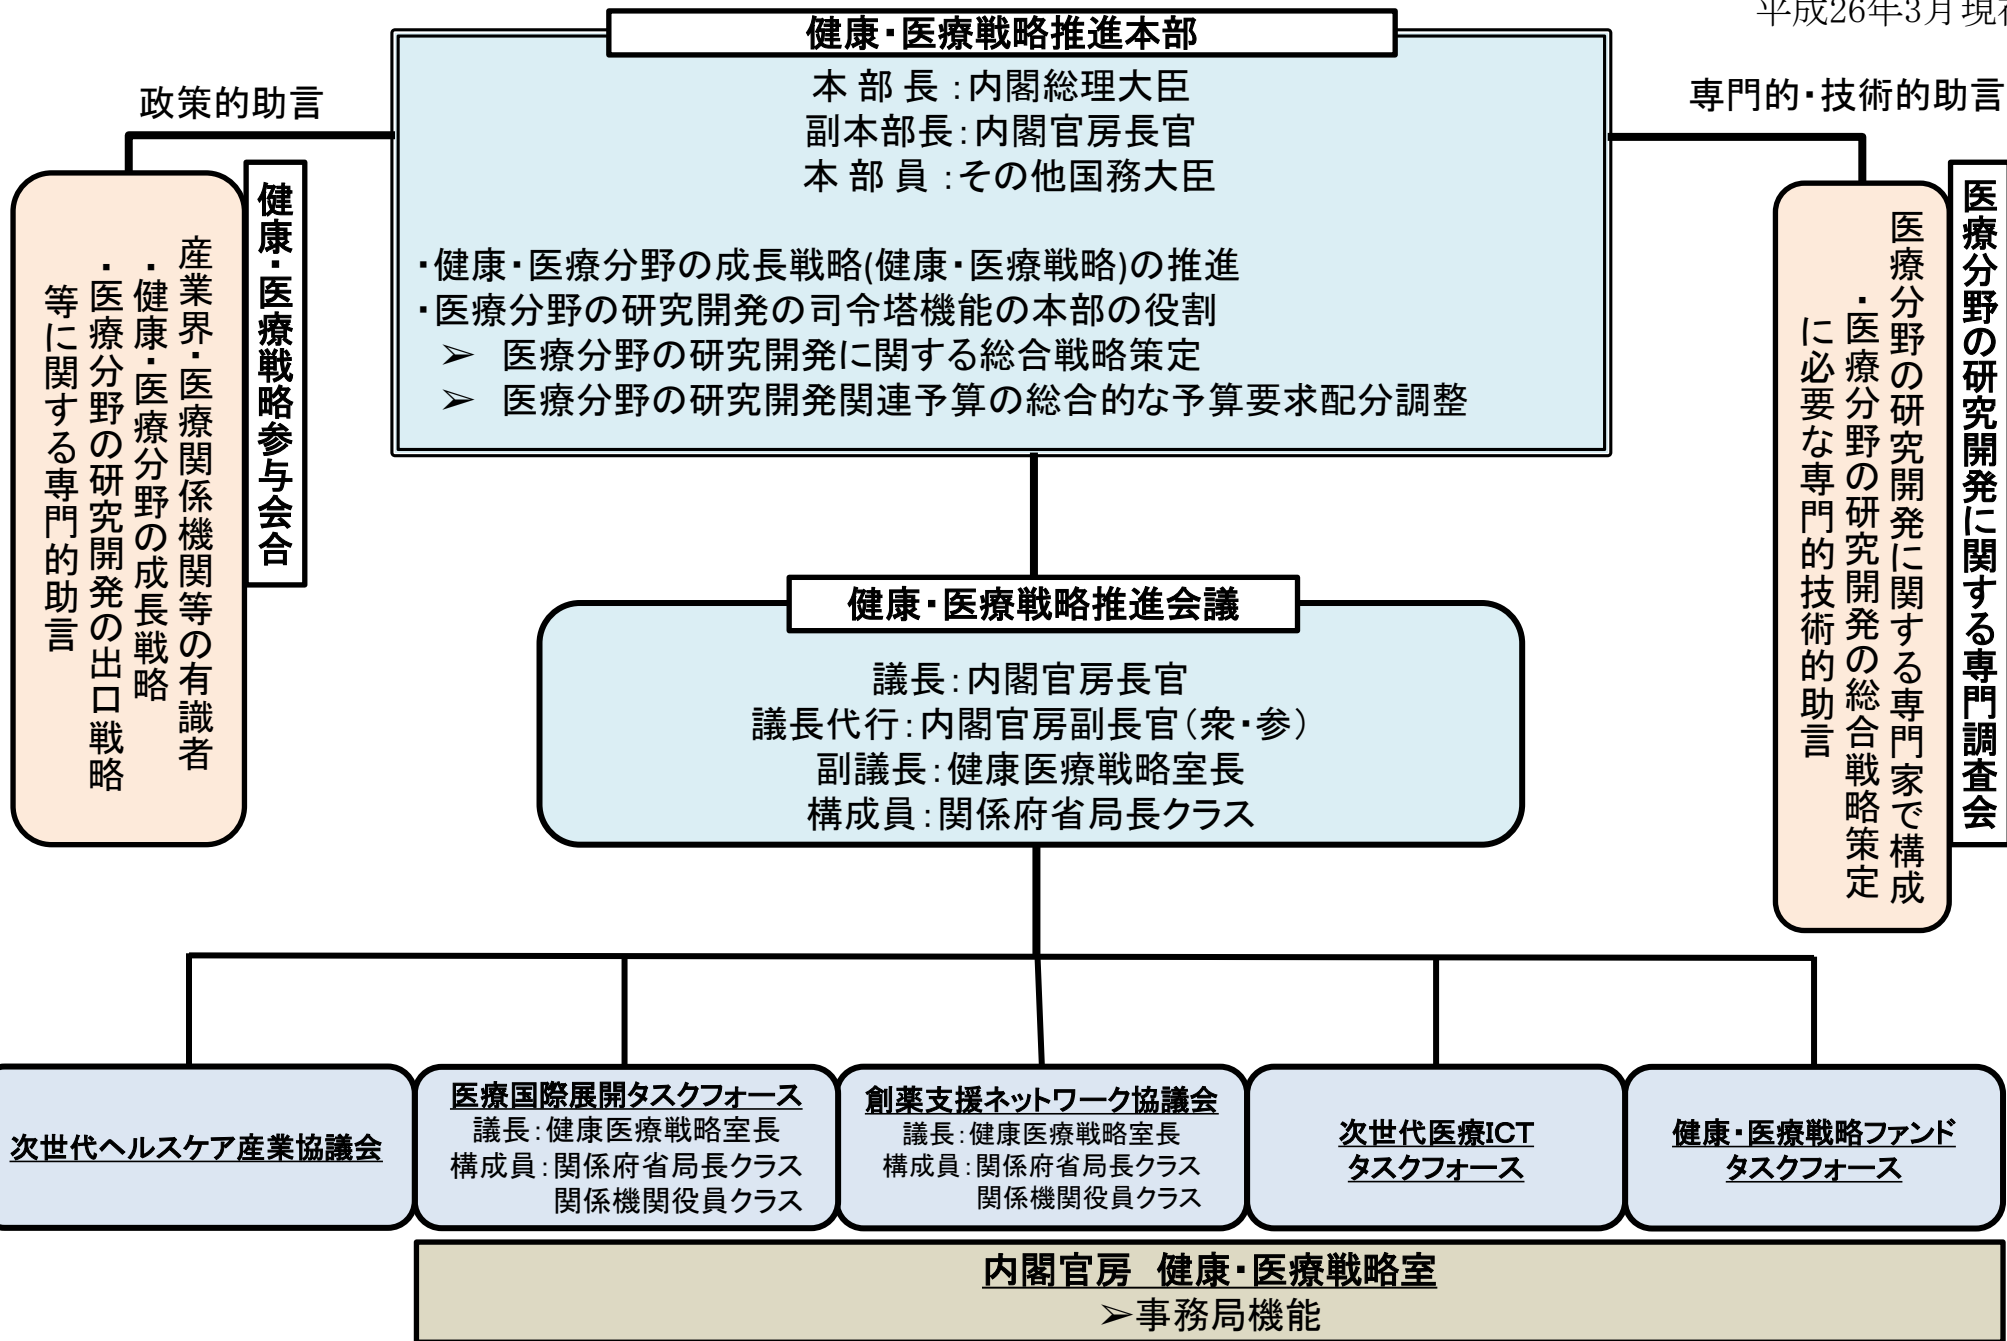 平成26年3月現在
健康・医療戦略推進本部
本部長：内閣総理大臣
副本部長：内閣官房長官
本部員：その他国務大臣
・健康・医療分野の成長戦略(健康・医療戦略)の推進
・医療分野の研究開発の司令塔機能の本部の役割
➢ 医療分野の研究開発に関する総合戦略策定
➢ 医療分野の研究開発関連予算の総合的な予算要求配分調整
政策的助言
健康・医療戦略参与会合
産業界・医療関係機関等の有識者
・健康・医療分野の成長戦略
・医療分野の研究開発の出口戦略
等に関する専門的助言
専門的・技術的助言
医療分野の研究開発に関する専門調査会
医療分野の研究開発に関する専門家で構成
・医療分野の研究開発の総合戦略策定
に必要な専門的技術的助言
健康・医療戦略推進会議
議長：内閣官房長官
議長代行：内閣官房副長官（衆・参）
副議長：健康医療戦略室長
構成員：関係府省局長クラス
次世代ヘルスケア産業協議会
医療国際展開タスクフォース
議長：健康医療戦略室長
構成員：関係府省局長クラス
関係機関役員クラス
創薬支援ネットワーク協議会
議長：健康医療戦略室長
構成員：関係府省局長クラス
関係機関役員クラス
次世代医療ICT
タスクフォース
健康・医療戦略ファンド
タスクフォース
内閣官房　健康・医療戦略室
➢事務局機能